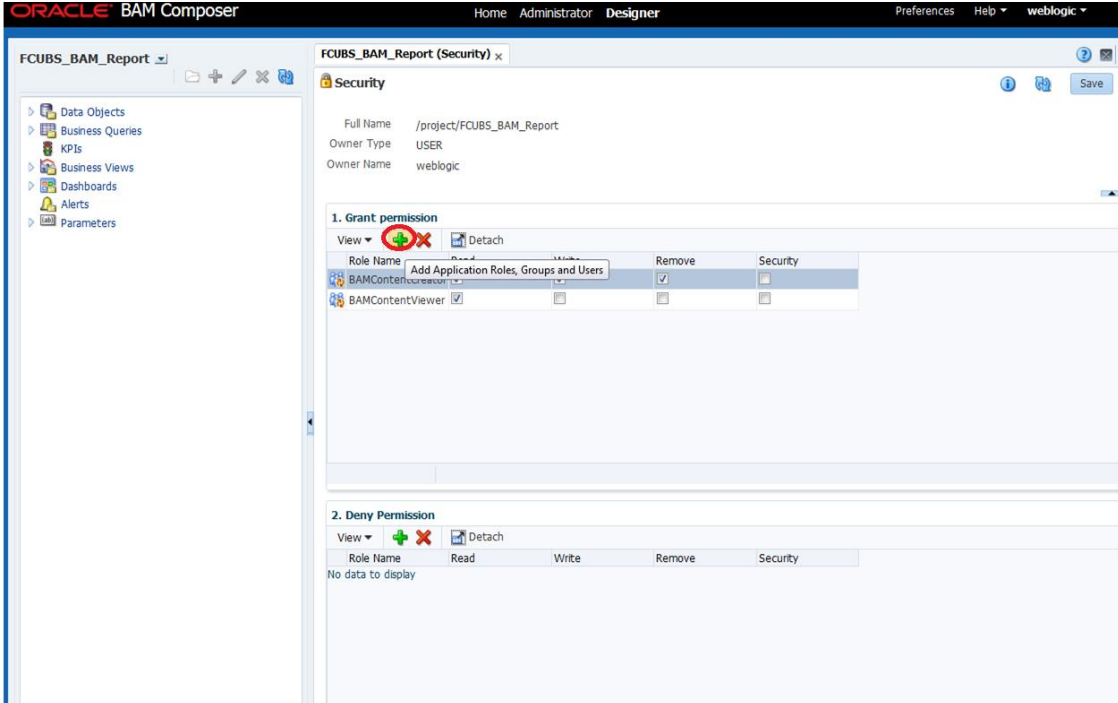 ORACLE BAM Composer
Home Administrator Designer
Preferences Help weblogic
FCUBS_BAM_Report
Data Objects
Business Queries
KPIs
Business Views
Dashboards
Alerts
Parameters
FCUBS_BAM_Report (Security)
Security
Save
Full Name /project/FCUBS_BAM_Report
Owner Type USER
Owner Name weblogic
1. Grant permission
View Detach
Role Name Read Write Remove Security
Add Application Roles, Groups and Users
BAMContentCreator
BAMContentViewer
2. Deny Permission
View Detach
Role Name Read Write Remove Security
No data to display